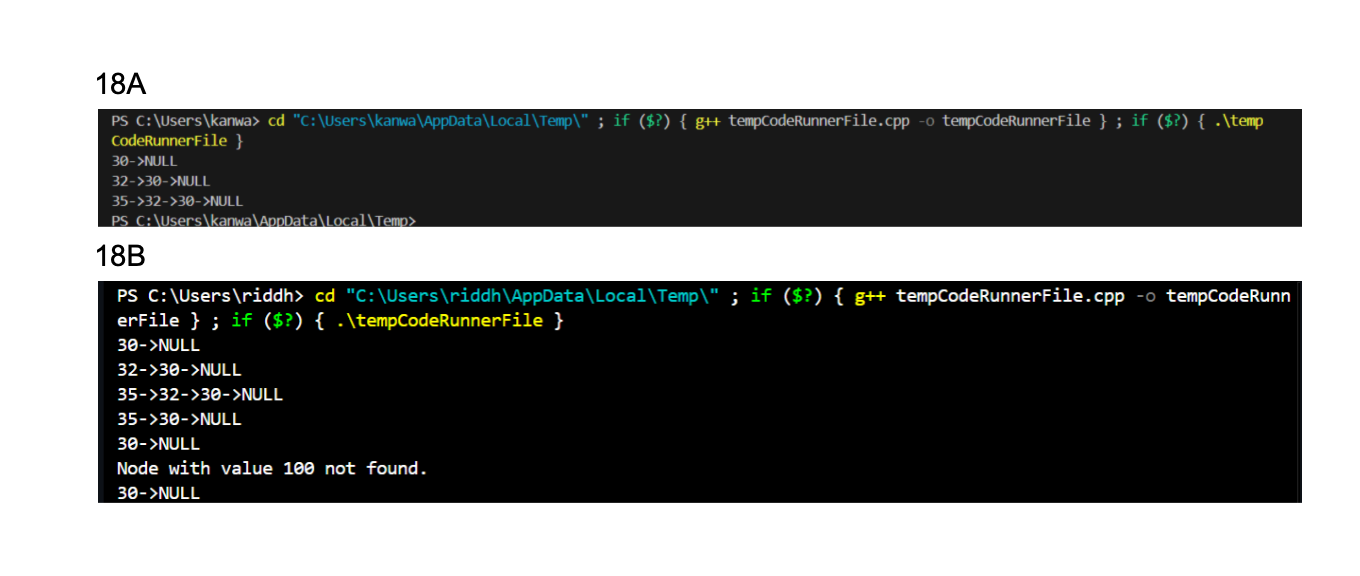 18A
PS C:\Users\kanwa> cd "C:\Users\kanwa\AppData\Local\Temp\" ; if ($?) { g++ tempCodeRunnerFile.cpp -o tempCodeRunnerFile } ; if ($?) { .\temp
CodeRunnerFile }
30->NULL
32->30->NULL
35->32->30->NULL
PS C:\Users\kanwa\AppData\Local\Temp>
18B
PS C:\Users\riddh> cd "C:\Users\riddh\AppData\Local\Temp\" ; if ($?) { g++ tempCodeRunnerFile.cpp -o tempCodeRunn
erFile } ; if ($?) { .\tempCodeRunnerFile }
30->NULL
32->30->NULL
35->32->30->NULL
35->30->NULL
30->NULL
Node with value 100 not found.
30->NULL